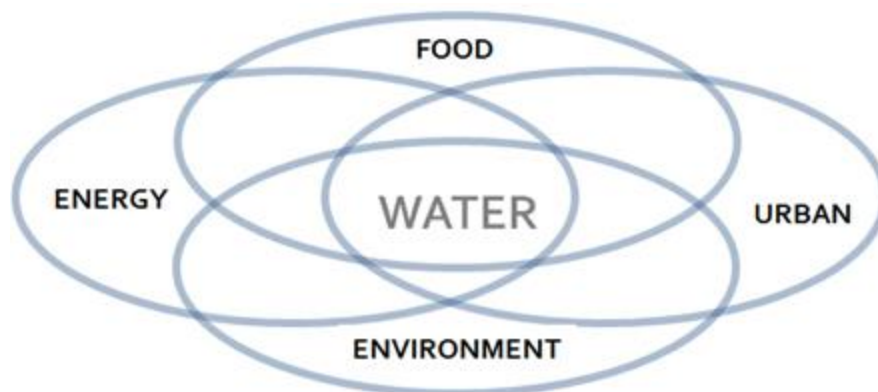 FOOD
ENERGY
WATER
URBAN
ENVIRONMENT